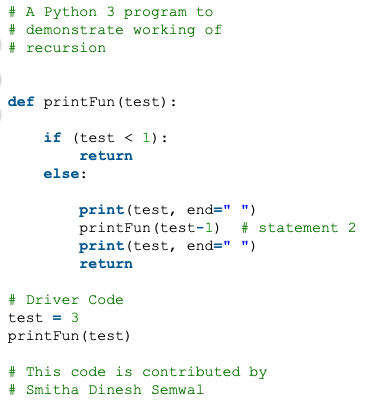 # A Python 3 program to
# demonstrate working of
# recursion
def printFun(test):
    if (test < 1):
        return
    else:
        print(test, end=" ")
        printFun(test-1)  # statement 2
        print(test, end=" ")
        return
# Driver Code
test = 3
printFun(test)
# This code is contributed by
# Smitha Dinesh Semwal